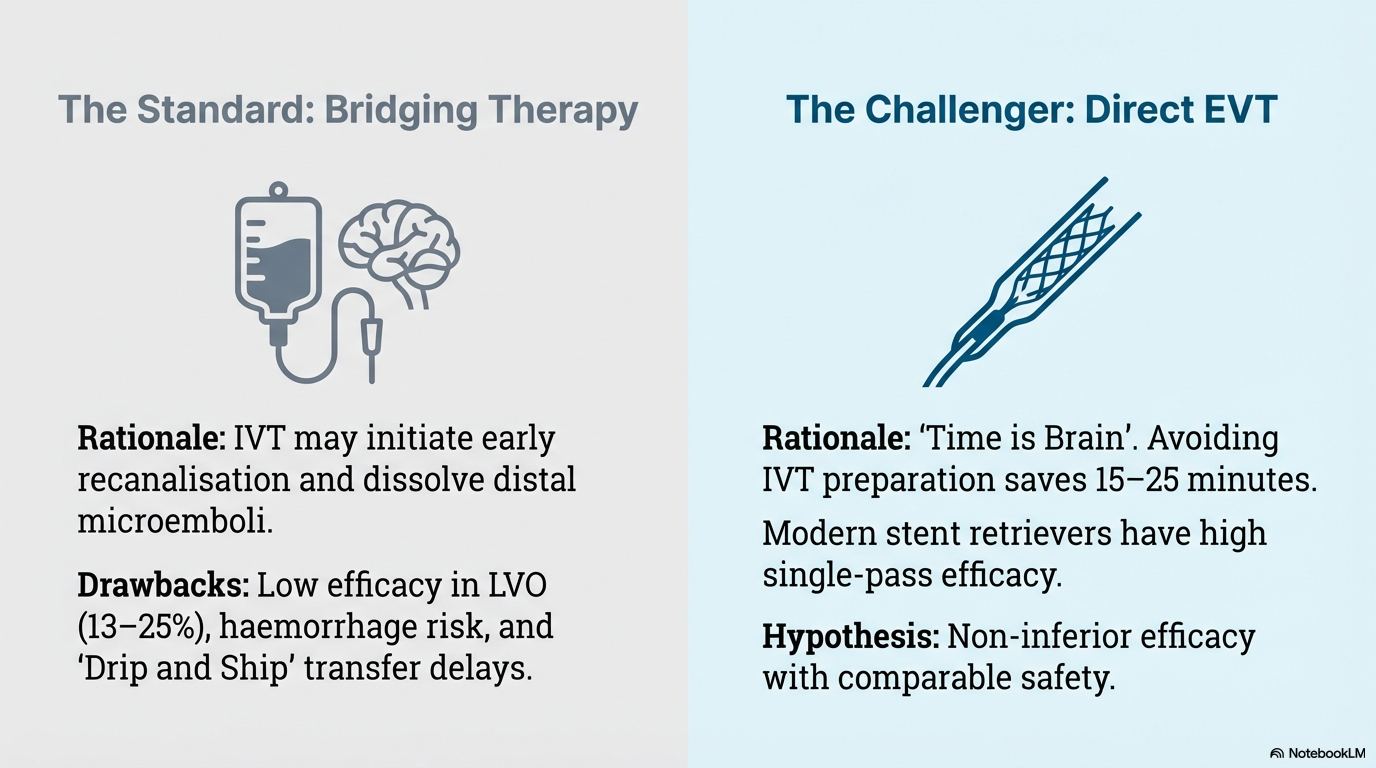 The Standard: Bridging Therapy
Rationale: IVT may initiate early
recanalisation and dissolve distal
microemboli.
Drawbacks: Low efficacy in LVO
(13–25%), haemorrhage risk, and
‘Drip and Ship’ transfer delays.
The Challenger: Direct EVT
Rationale: ‘Time is Brain’. Avoiding
IVT preparation saves 15–25 minutes.
Modern stent retrievers have high
single-pass efficacy.
Hypothesis: Non-inferior efficacy
with comparable safety.
NotebookLM